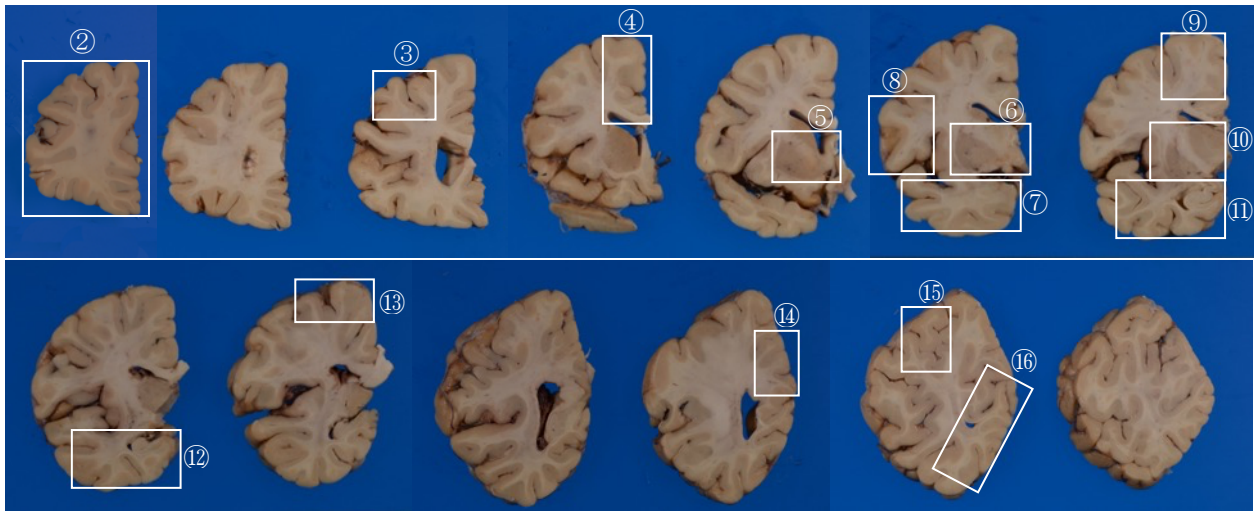 ② ③ ④ ⑤ ⑧ ⑥ ⑦ ⑨ ⑩ ⑪
⑫ ⑬ ⑭ ⑮ ⑯